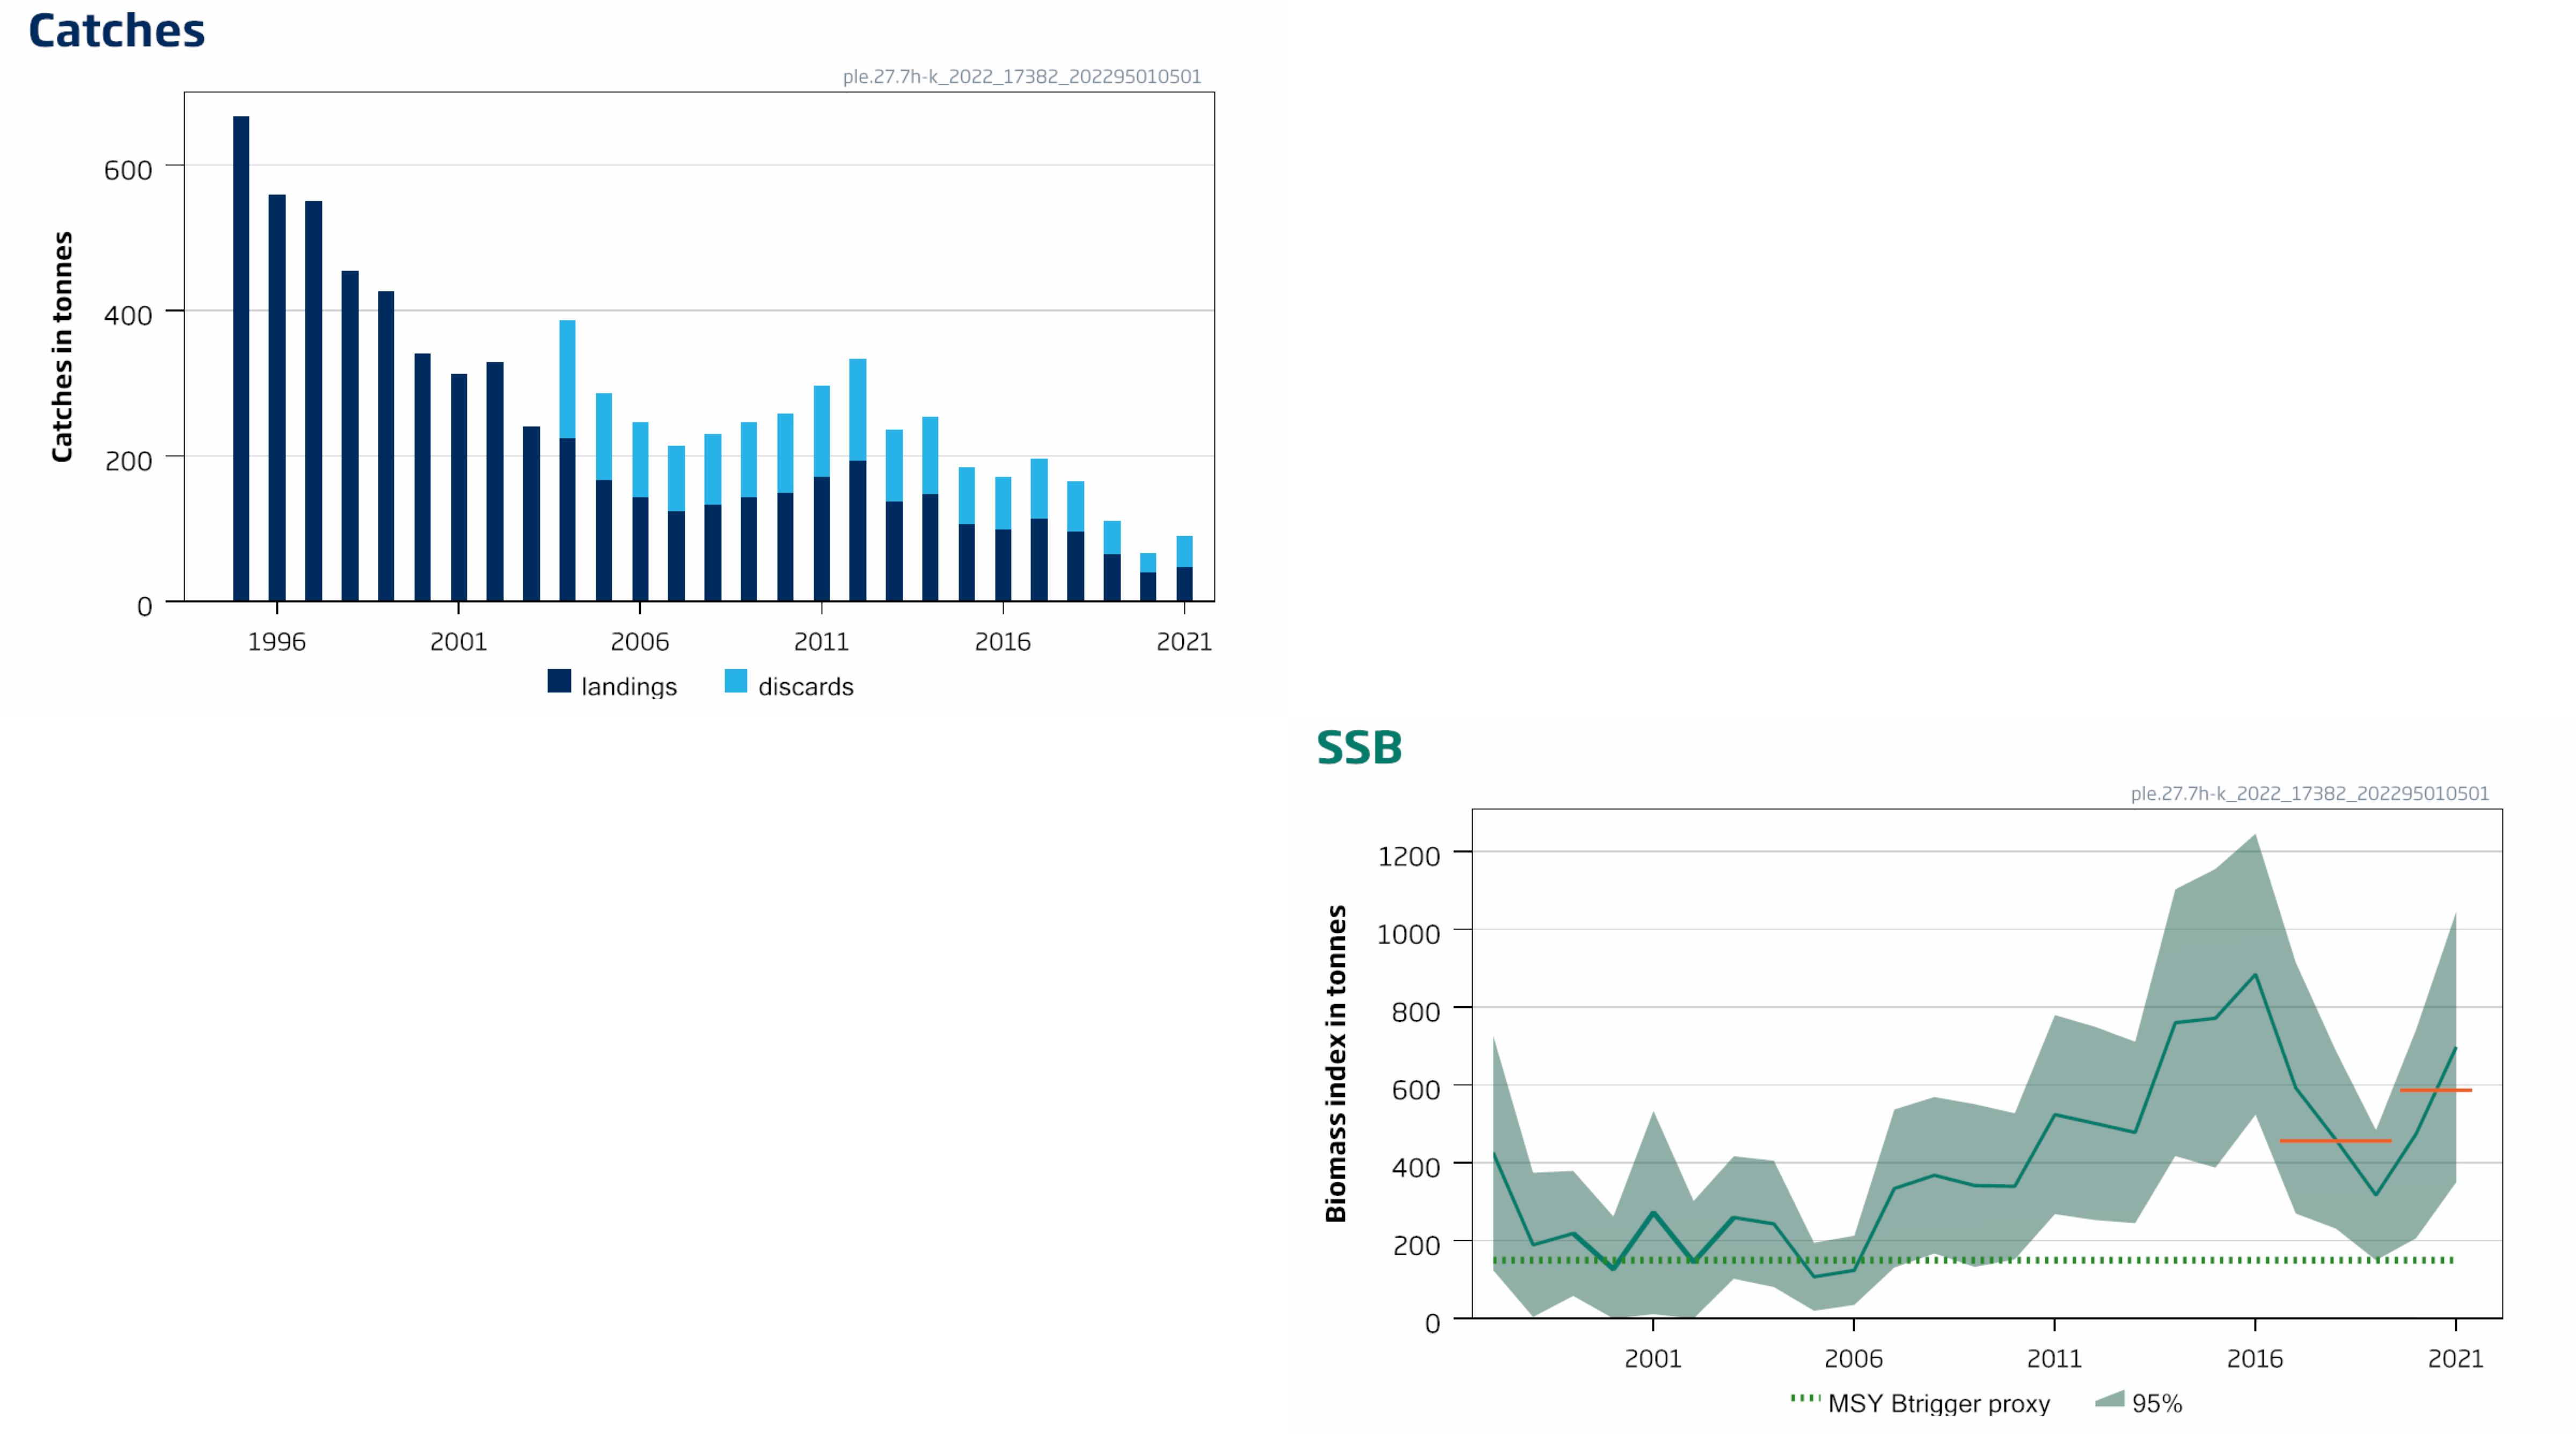 Catches
ple.27.7h-k_2022_17382_202295010501
Catches in tonnes
600
400
200
0
1996 2001 2006 2011 2016 2021
landings discards
SSB
ple.27.7h-k_2022_17382_202295010501
Biomass index in tonnes
1200
1000
800
600
400
200
0
2001 2006 2011 2016 2021
MSY Btrigger proxy 95%